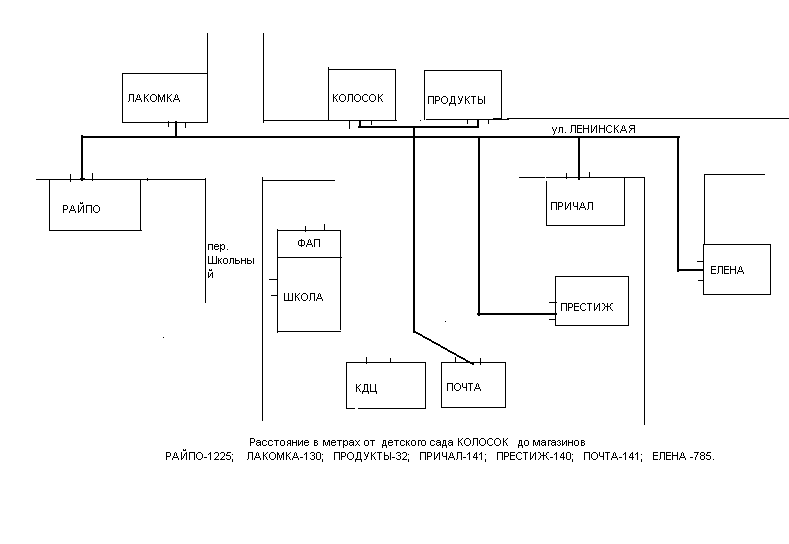 ЛАКОМКА
КОЛОСОК
ПРОДУКТЫ
ул. ЛЕНИНСКАЯ
РАЙПО
ПРИЧАЛ
пер.
Школьны
й
ФАП
ЕЛЕНА
ШКОЛА
ПРЕСТИЖ
КДЦ
ПОЧТА
Расстояние в метрах от детского сада КОЛОСОК до магазинов
РАЙПО-1225; ЛАКОМКА-130; ПРОДУКТЫ-32; ПРИЧАЛ-141; ПРЕСТИЖ-140; ПОЧТА-141; ЕЛЕНА -785.